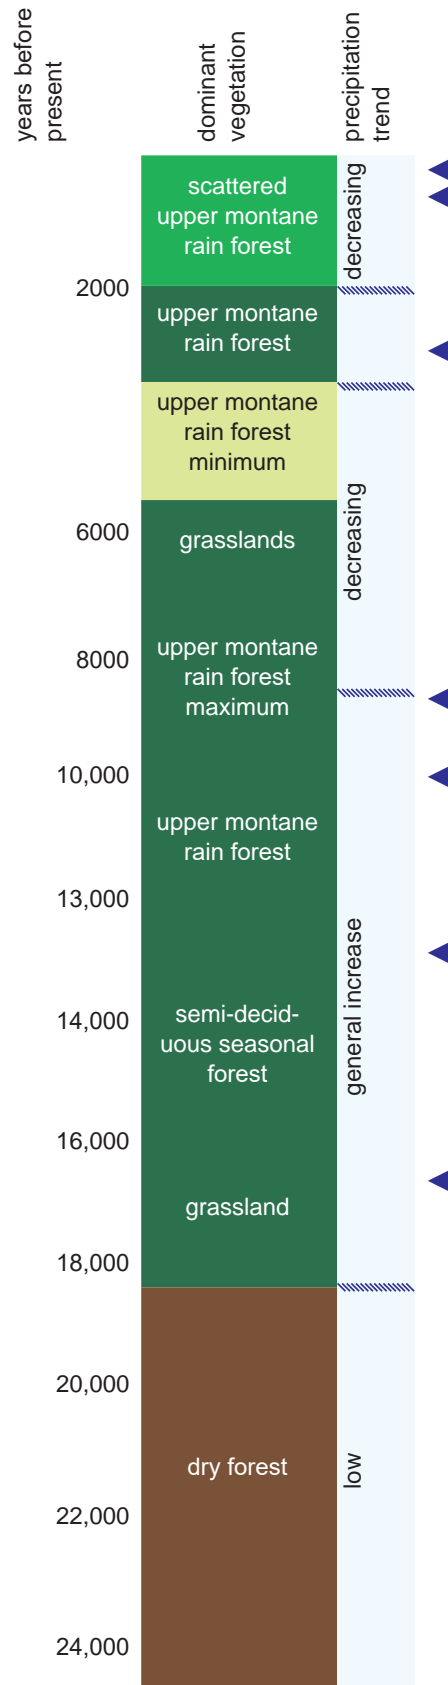 years before
present
dominant
vegetation
precipitation
trend
scattered
upper montane
rain forest
decreasing
2000
upper montane
rain forest
upper montane
rain forest
minimum
decreasing
6000
grasslands
8000
upper montane
rain forest
maximum
10,000
upper montane
rain forest
13,000
general increase
14,000
semi-decid-
uous seasonal
forest
16,000
grassland
18,000
20,000
dry forest
low
22,000
24,000